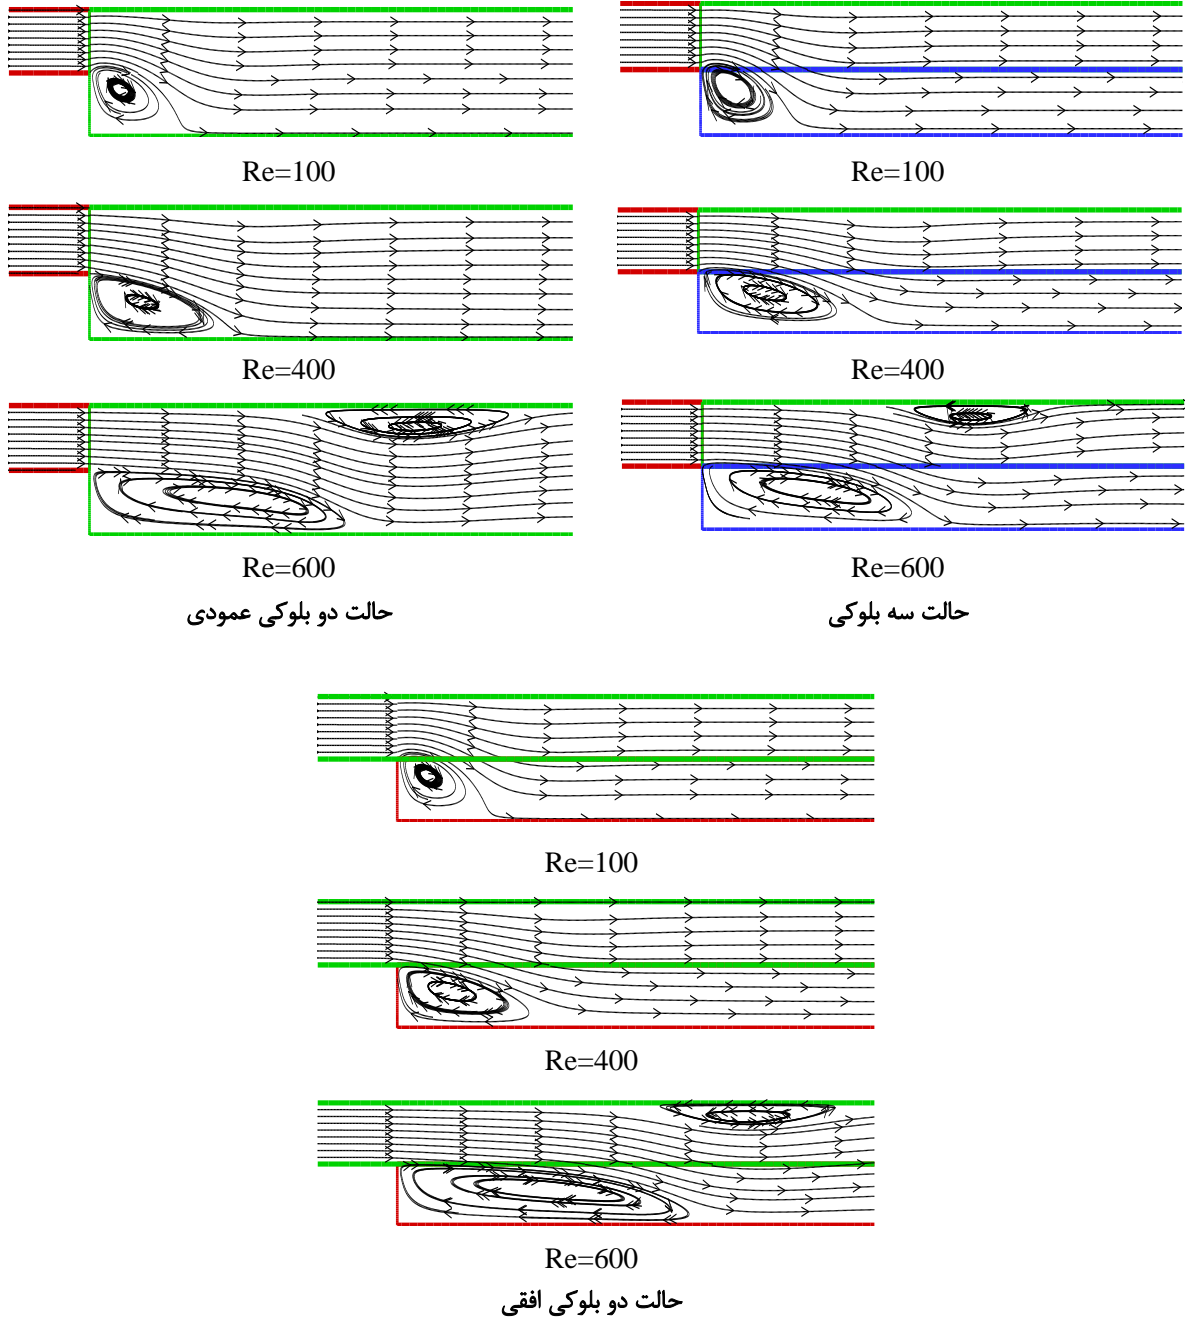 Re=100
Re=100
Re=400
Re=400
Re=600
Re=600
حالت دو بلوکی عمودی
حالت سه بلوکی
Re=100
Re=400
Re=600
حالت دو بلوکی افقی